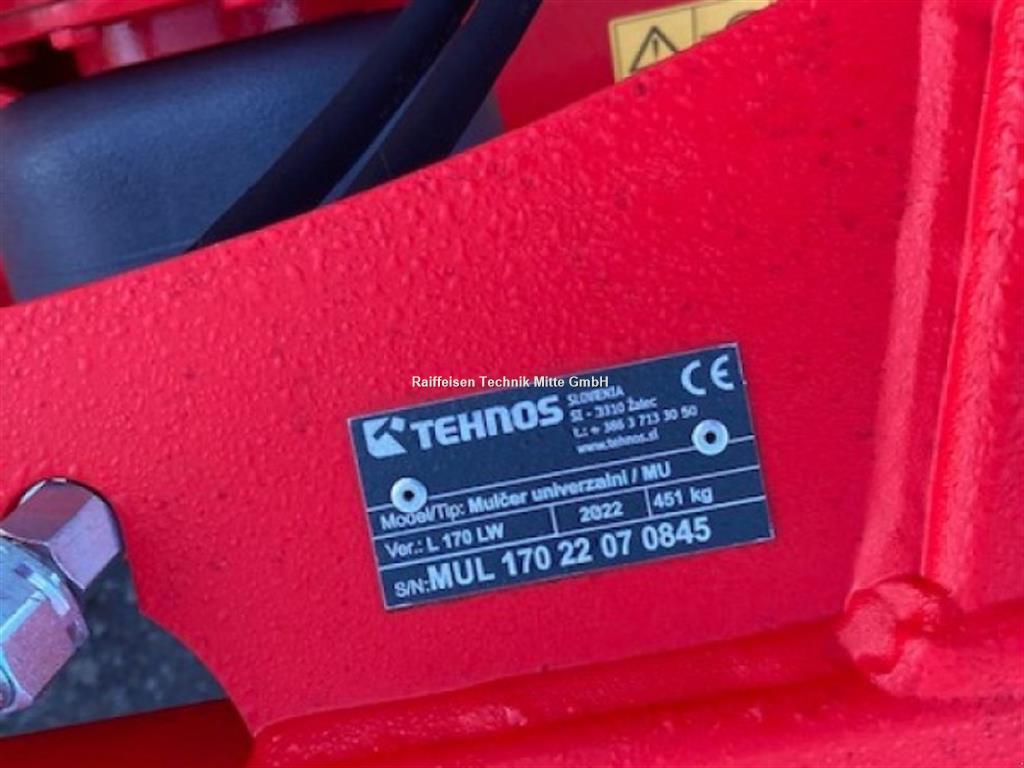 Raiffeisen Technik Mitte GmbH
TEHNOS
SLOVENIA
SI - 3310 Žalec
t.: + 386 3 713 30 50
www.tehnos.si
CE
Model/Tip: Mulčer univerzalni / MU
Ver.: L 170 LW 2022 451 kg
S/N: MUL 170 22 07 0845